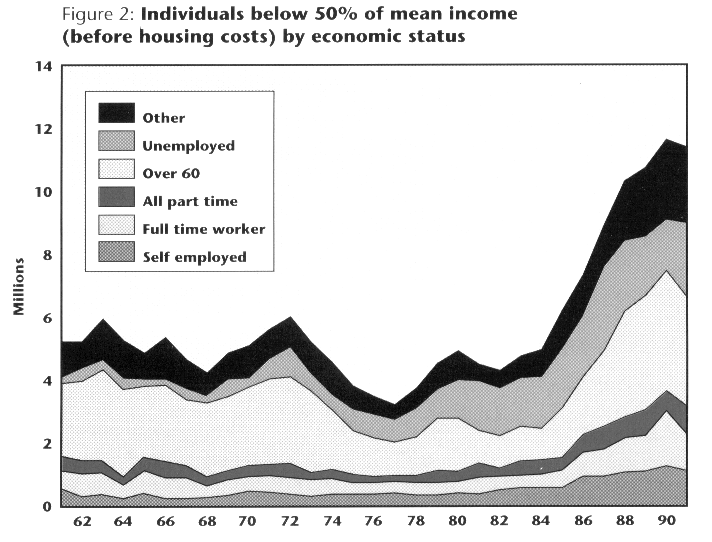 Figure 2: Individuals below 50% of mean income
(before housing costs) by economic status
14
12
10
8
6
4
2
0
Millions
Other
Unemployed
Over 60
All part time
Full time worker
Self employed
62 64 66 68 70 72 74 76 78 80 82 84 86 88 90